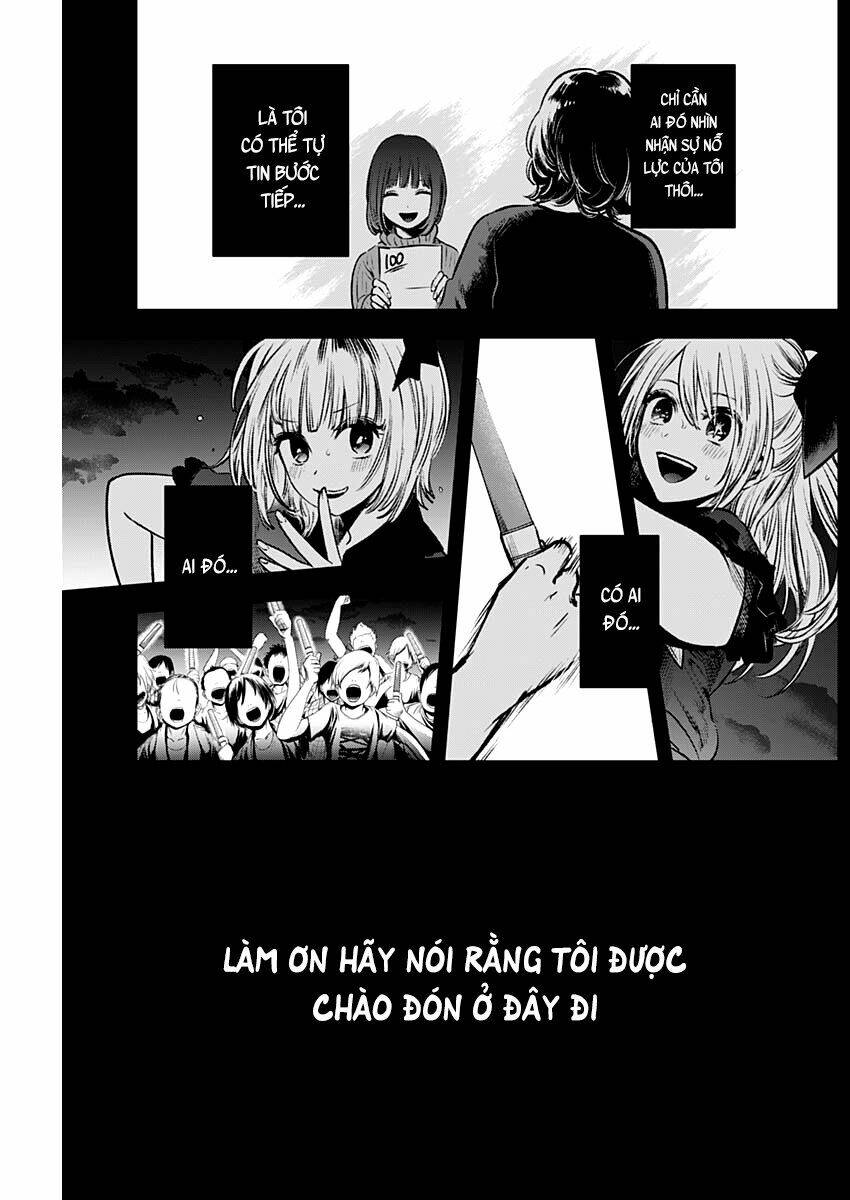 CHỈ CẦN
AI ĐÓ NHÌN
NHẬN SỰ NỖ
LỰC CỦA TÔI
THÔI...
LÀ TÔI
CÓ THỂ TỰ
TIN BƯỚC
TIẾP...
100
CÓ AI
ĐÓ...
AI ĐÓ...
LÀM ƠN HÃY NÓI RẰNG TÔI ĐƯỢC
CHÀO ĐÓN Ở ĐÂY ĐI